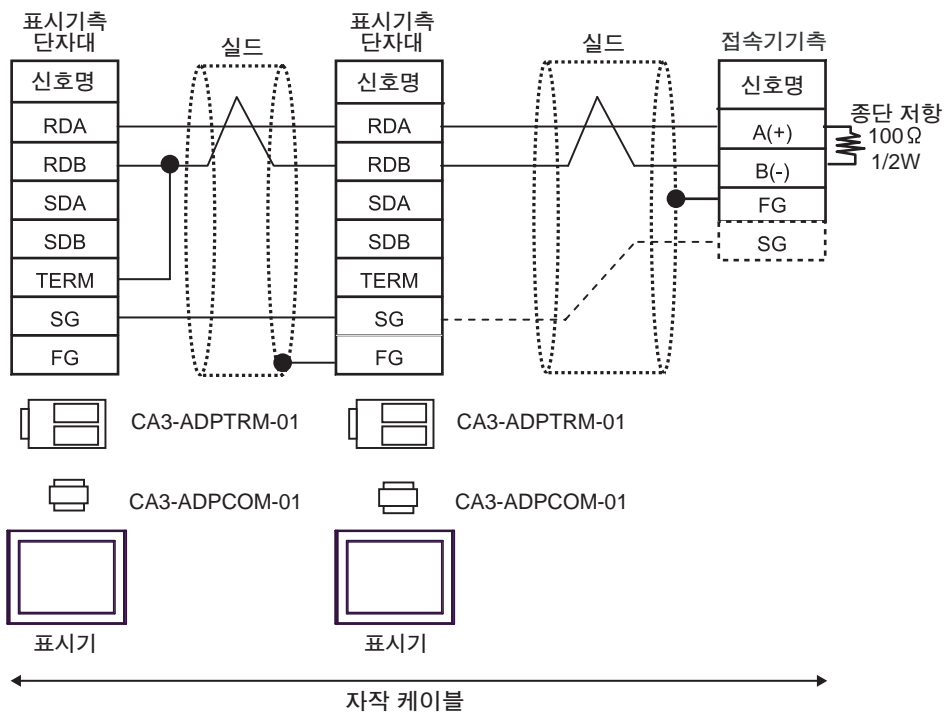 표시기측
단자대
신호명
RDA
RDB
SDA
SDB
TERM
SG
FG
실드
표시기측
단자대
신호명
RDA
RDB
SDA
SDB
TERM
SG
FG
실드
접속기기측
신호명
A(+)
B(-)
FG
SG
종단 저항
100Ω
1/2W
CA3-ADPTRM-01
CA3-ADPTRM-01
CA3-ADPCOM-01
CA3-ADPCOM-01
표시기
표시기
자작 케이블